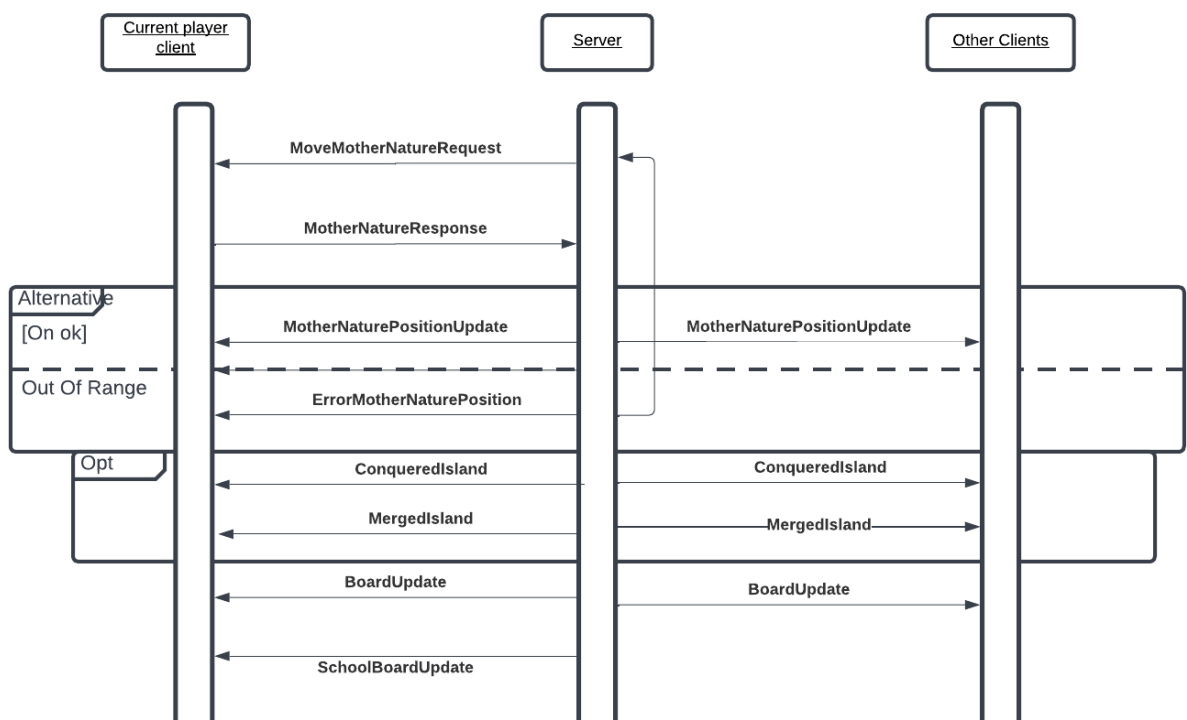 Current player
client
Server
Other Clients
MoveMotherNatureRequest
MotherNatureResponse
Alternative
[On ok]
MotherNaturePositionUpdate
MotherNaturePositionUpdate
Out Of Range
ErrorMotherNaturePosition
Opt
ConqueredIsland
ConqueredIsland
MergedIsland
MergedIsland
BoardUpdate
BoardUpdate
SchoolBoardUpdate